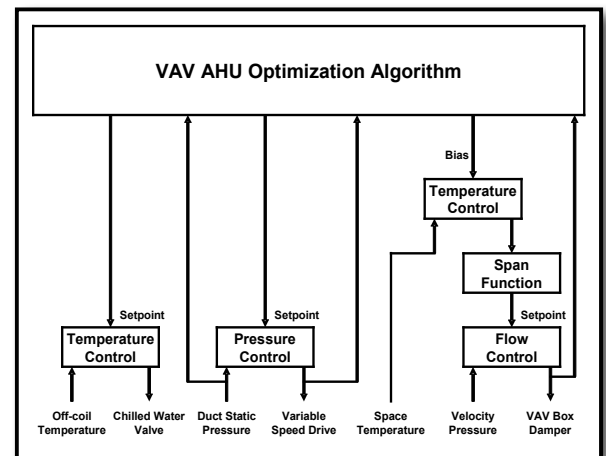 VAV AHU Optimization Algorithm
Bias
Temperature
Control
Span
Function
Setpoint
Setpoint
Setpoint
Temperature
Control
Pressure
Control
Flow
Control
Off-coil
Temperature
Chilled Water
Valve
Duct Static
Pressure
Variable
Speed Drive
Space
Temperature
Velocity
Pressure
VAV Box
Damper